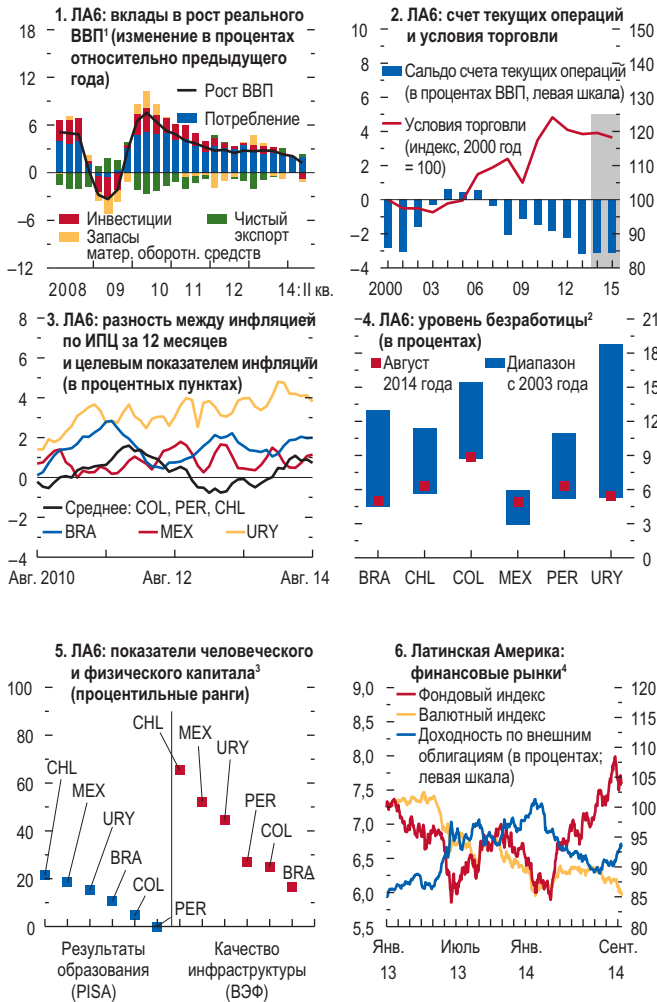 1. ЛА6: вклады в рост реального
ВВП¹ (изменение в процентах
относительно предыдущего
года)
18
12
6
0
–6
–12
Рост ВВП
Потребление
Инвестиции
Запасы
матер. оборотн. средств
Чистый
экспорт
2008 09 10 11 12 14:II кв.
2. ЛА6: счет текущих операций
и условия торговли
10
8
6
4
2
0
–2
–4
150
140
130
120
110
100
90
80
Сальдо счета текущих операций
(в процентах ВВП, левая шкала)
Условия торговли
(индекс, 2000 год
= 100)
2000 03 06 09 12 15
3. ЛА6: разность между инфляцией
по ИПЦ за 12 месяцев
и целевым показателем инфляции
(в процентных пунктах)
8
6
4
2
0
–2
–4
Среднее: COL, PER, CHL
BRA MEX URY
Авг. 2010 Авг. 12 Авг. 14
4. ЛА6: уровень безработицы²
(в процентах)
21
18
15
12
9
6
3
0
Август
2014 года
Диапазон
с 2003 года
BRA CHL COL MEX PER URY
5. ЛА6: показатели человеческого
и физического капитала³
(процентильные ранги)
100
80
60
40
20
0
CHL
MEX
URY
BRA
COL
PER
CHL
MEX
URY
PER
COL
BRA
Результаты
образования
(PISA)
Качество
инфраструктуры
(ВЭФ)
6. Латинская Америка:
финансовые рынки⁴
9,0
8,5
8,0
7,5
7,0
6,5
6,0
5,5
120
115
110
105
100
95
90
85
80
Фондовый индекс
Валютный индекс
Доходность по внешним
облигациям (в процентах;
левая шкала)
Янв. Июль Янв. Сент.
13 13 14 14